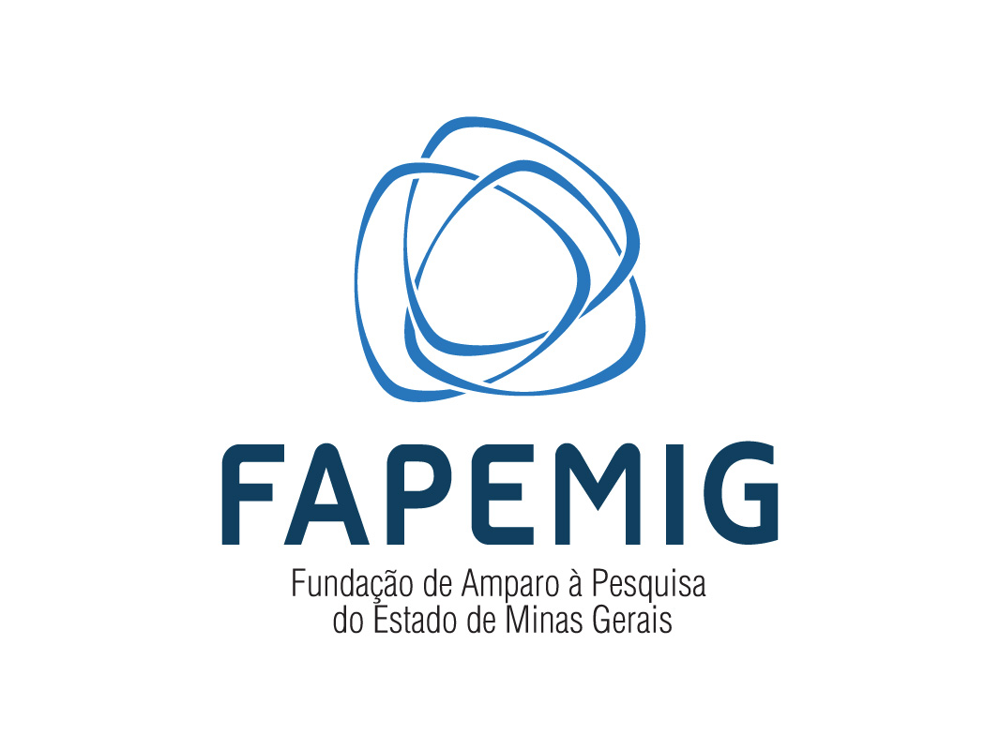 FAPEMIG
Fundação de Amparo à Pesquisa
do Estado de Minas Gerais